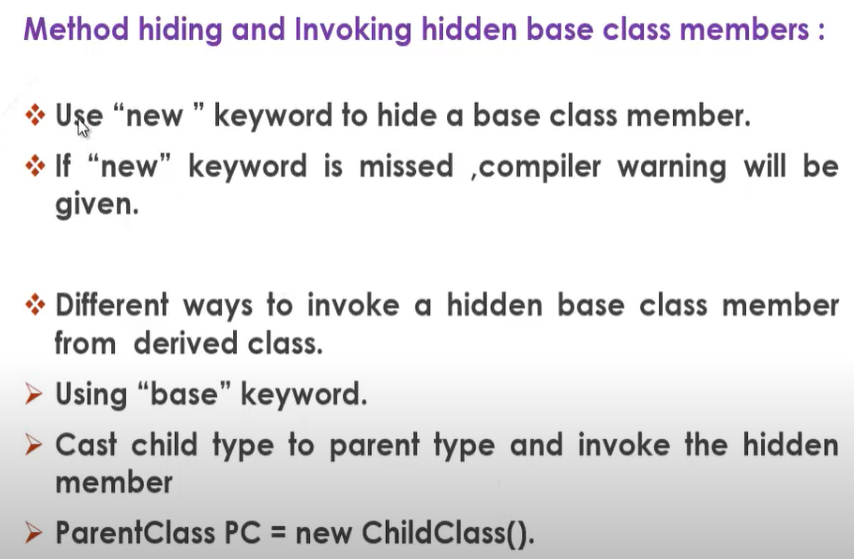 Method hiding and Invoking hidden base class members :
Use “new ” keyword to hide a base class member.
If “new” keyword is missed ,compiler warning will be
given.
Different ways to invoke a hidden base class member
from derived class.
Using “base” keyword.
Cast child type to parent type and invoke the hidden
member
ParentClass PC = new ChildClass().